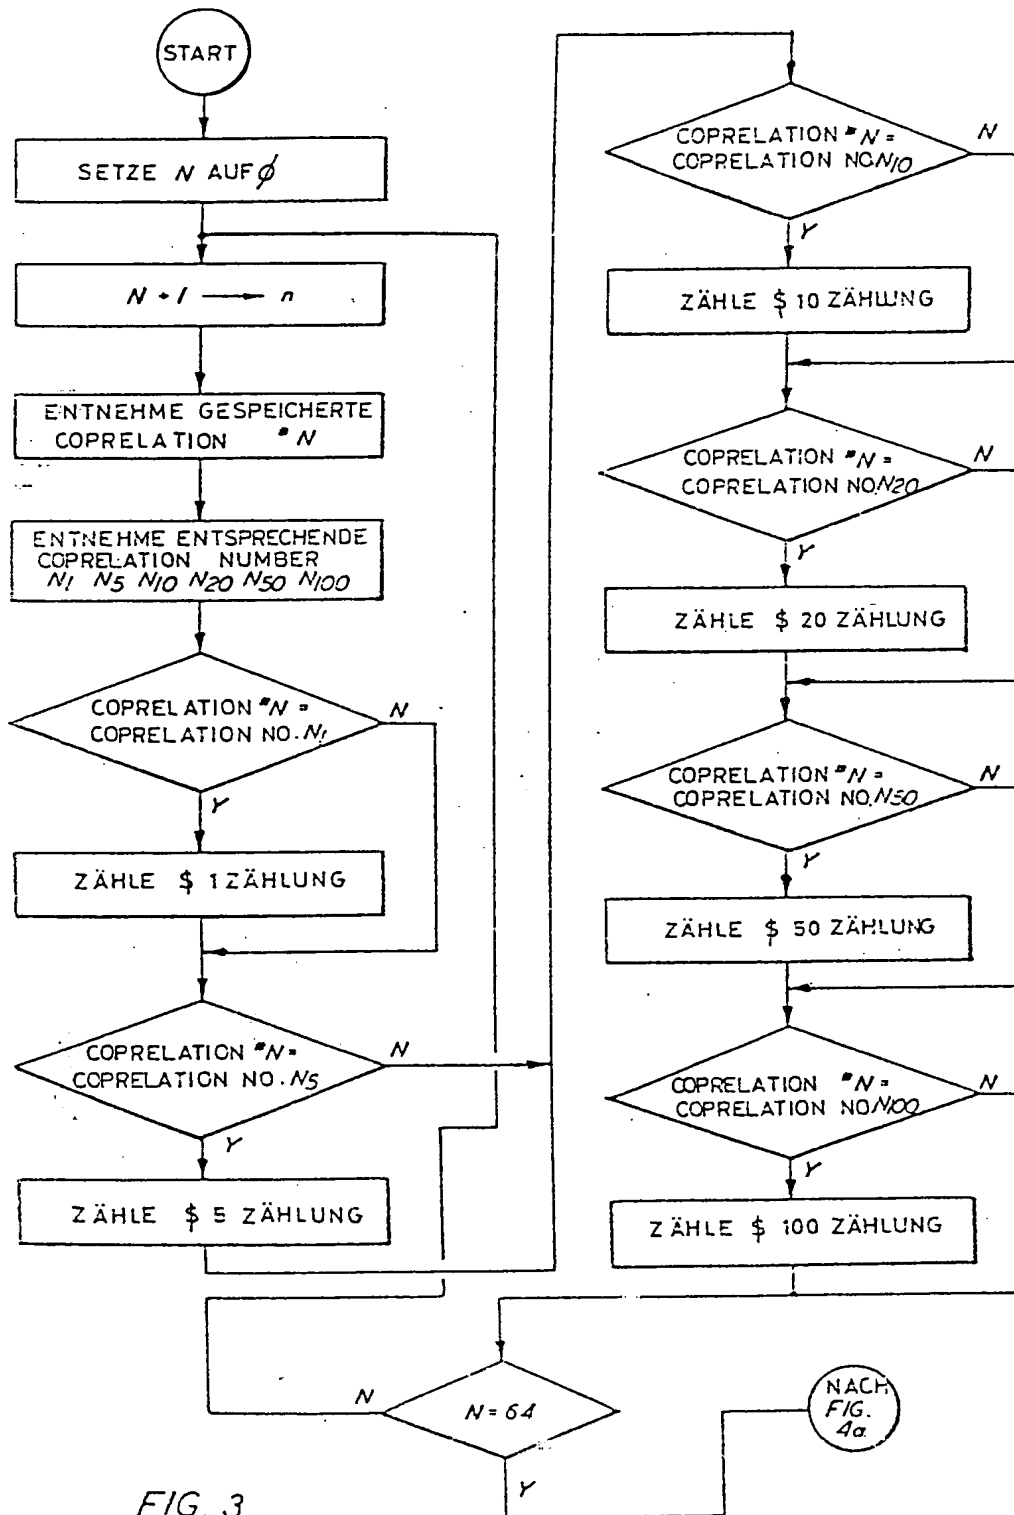 START
SETZE N AUF ∅
N + 1 → n
ENTNEHME GESPEICHERTE
COPRELATION #N
ENTNEHME ENTSPRECHENDE
COPRELATION NUMBER
N1 N5 N10 N20 N50 N100
COPRELATION #N =
COPRELATION NO. N1
N
Y
ZÄHLE $ 1 ZÄHLUNG
COPRELATION #N =
COPRELATION NO. N5
N
Y
ZÄHLE $ 5 ZÄHLUNG
COPRELATION #N =
COPRELATION NO. N10
N
Y
ZÄHLE $ 10 ZÄHLUNG
COPRELATION #N =
COPRELATION NO. N20
N
Y
ZÄHLE $ 20 ZÄHLUNG
COPRELATION #N =
COPRELATION NO. N50
N
Y
ZÄHLE $ 50 ZÄHLUNG
COPRELATION #N =
COPRELATION NO. N100
N
Y
ZÄHLE $ 100 ZÄHLUNG
N = 64
N
Y
NACH
FIG.
4a
FIG. 3